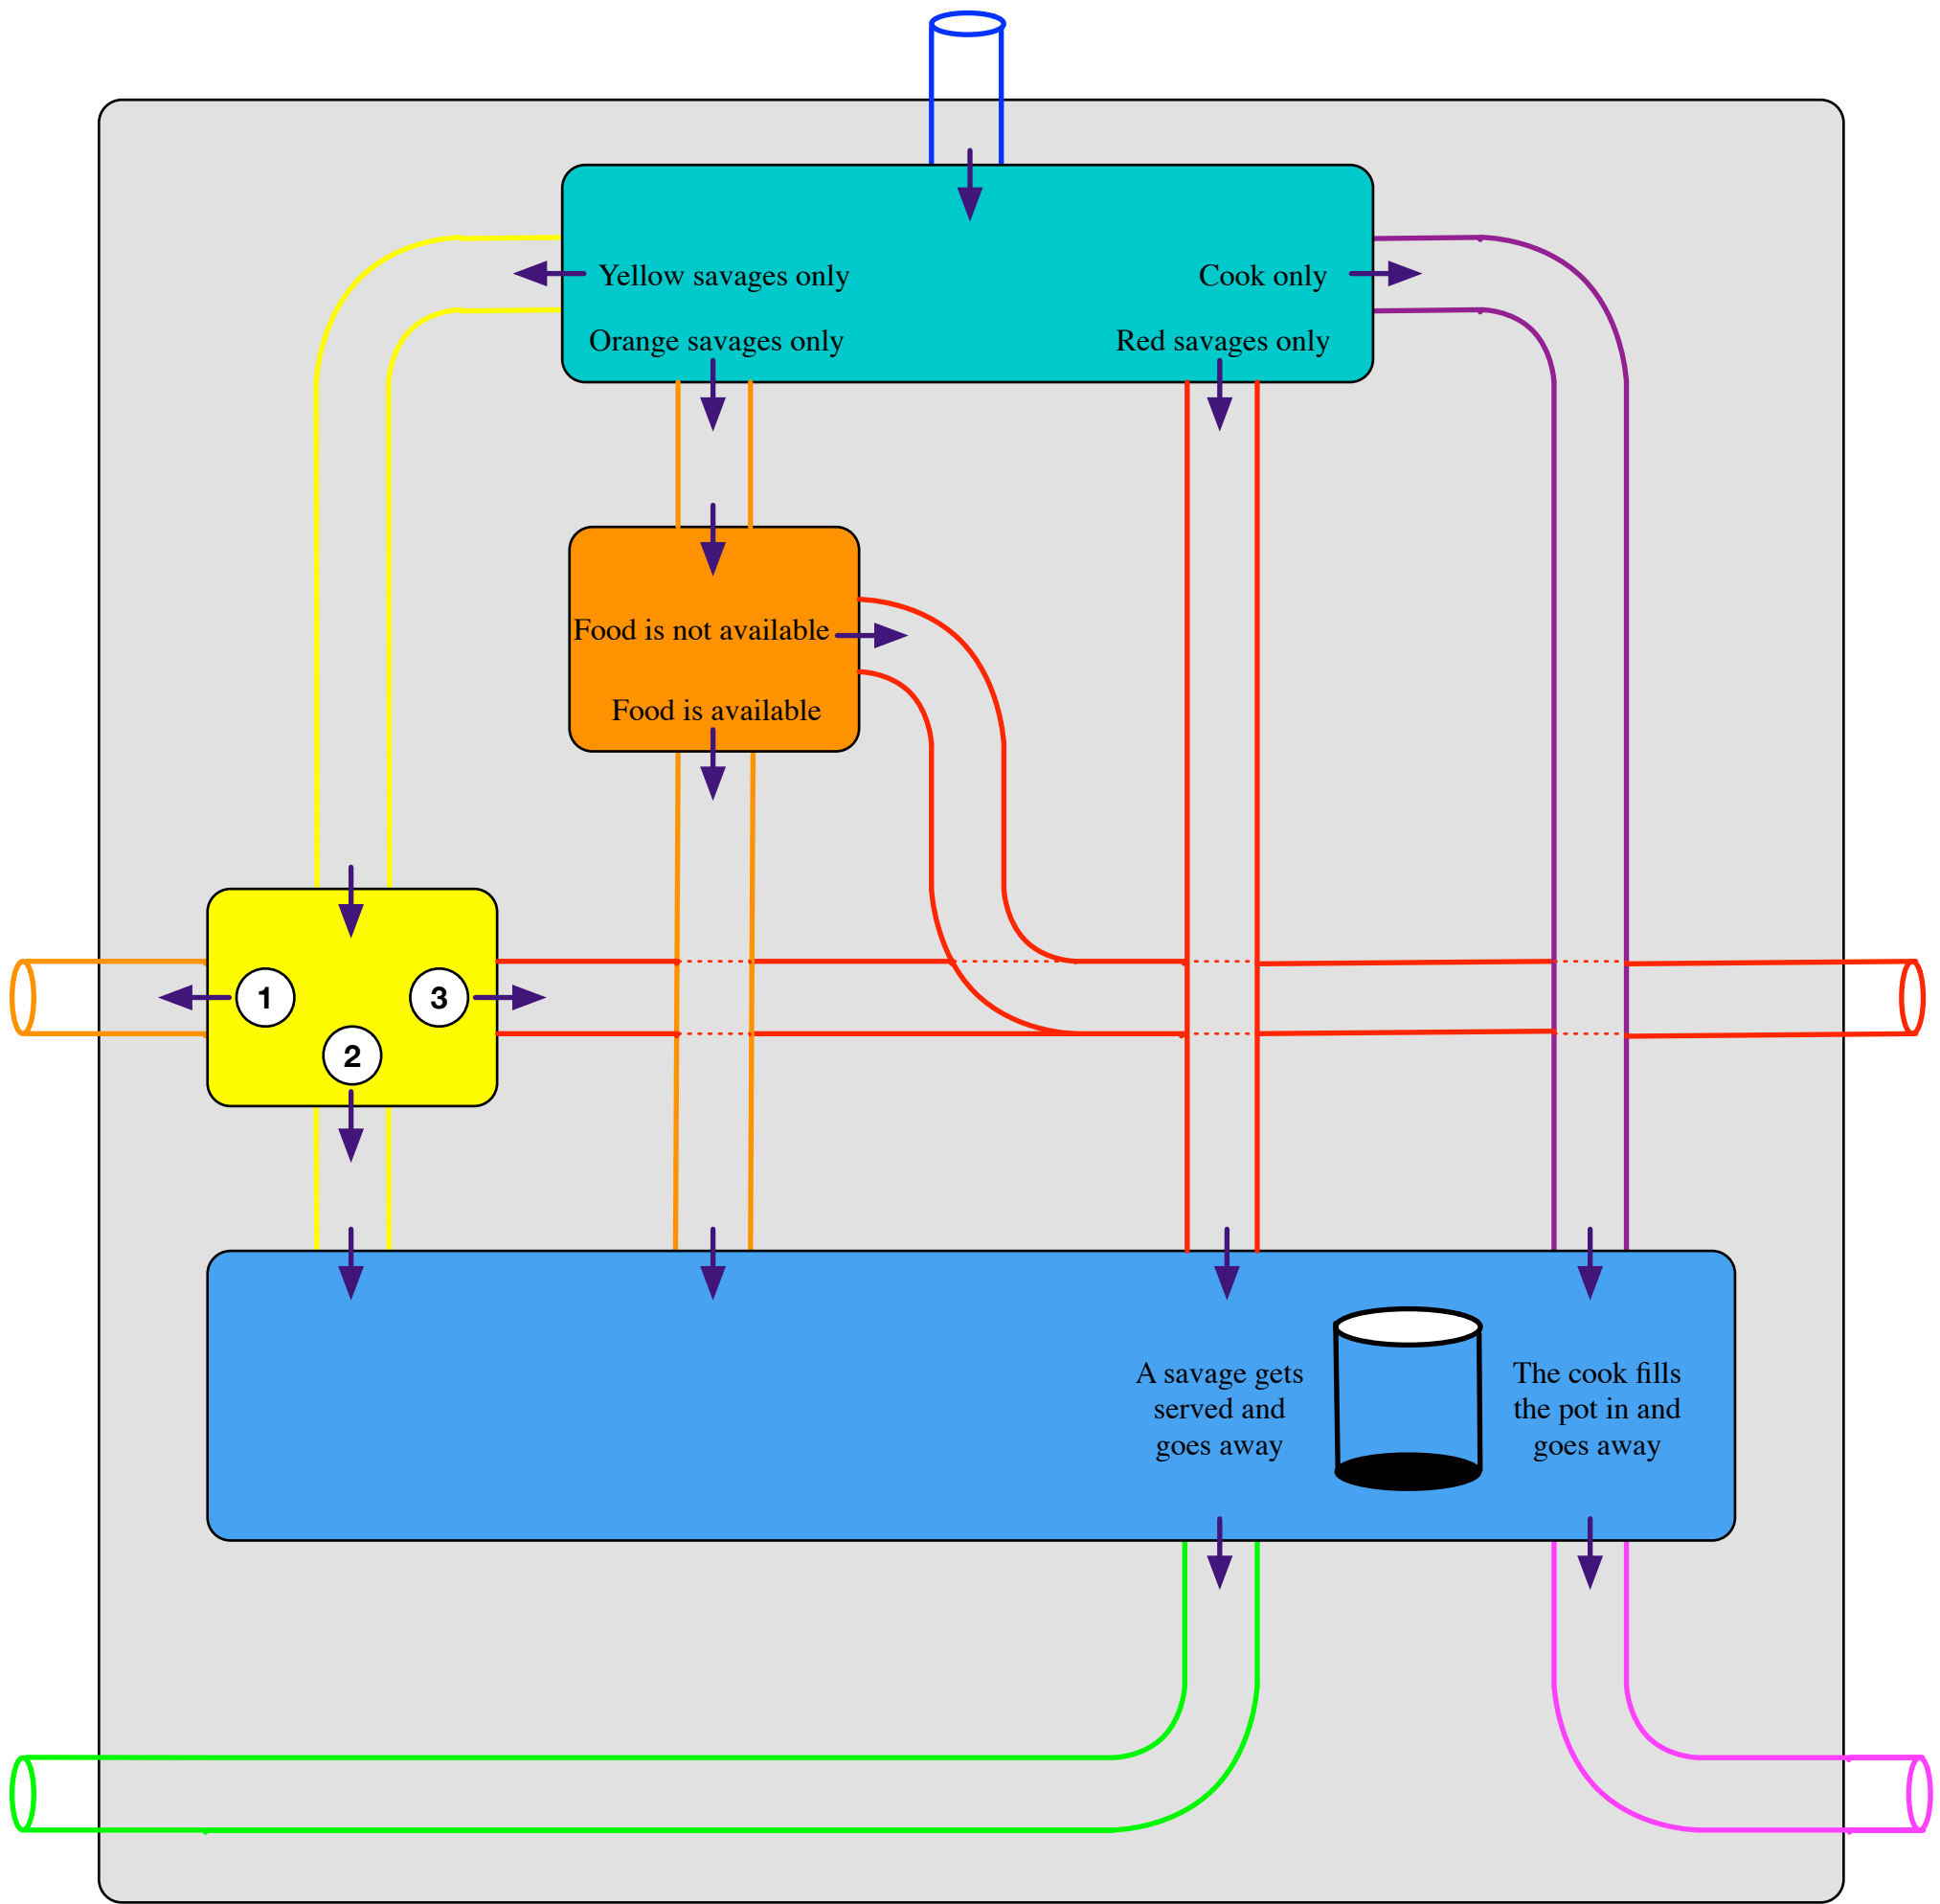 Yellow savages only
Cook only
Orange savages only
Red savages only
Food is not available
Food is available
1
3
2
A savage gets
served and
goes away
The cook fills
the pot in and
goes away